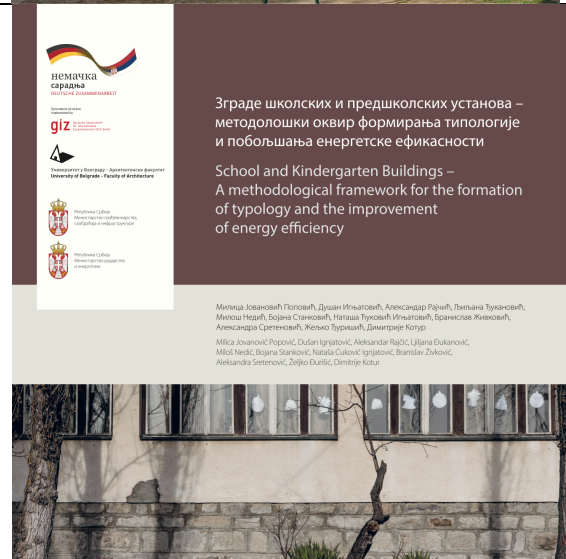 немачка
сарадња
DEUTSCHE ZUSAMMENARBEIT
giz
Универзитет у Београду – Архитектонски факултет
University of Belgrade – Faculty of Architecture
Република Србија
Министарство грађевинарства,
саобраћаја и инфраструктуре
Република Србија
Министарство рударства
и енергетике
Зграде школских и предшколских установа –
методолошки оквир формирања типологије
и побољшања енергетске ефикасности
School and Kindergarten Buildings –
A methodological framework for the formation
of typology and the improvement
of energy efficiency
Милица Јовановић Поповић, Душан Игњатовић, Александар Рајчић, Љиљана Ђукановић,
Милош Недић, Бојана Станковић, Наташа Ћуковић Игњатовић, Бранислав Живковић,
Александра Сретеновић, Жељко Ђуришић, Димитрије Котур
Milica Jovanović Popović, Dušan Ignjatović, Aleksandar Rajčić, Ljiljana Đukanović,
Miloš Nedić, Bojana Stanković, Nataša Ćuković Ignjatović, Branislav Živković,
Aleksandra Sretenović, Željko Đurišić, Dimitrije Kotur